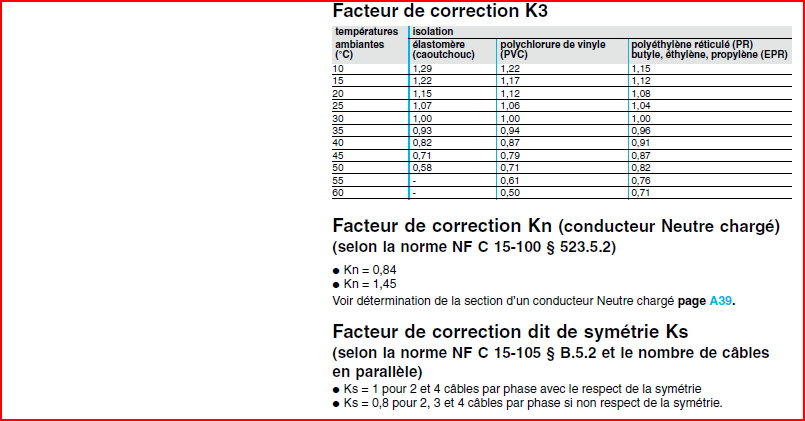 Facteur de correction K3
températures isolation
ambiantes élastomère polychlorure de vinyle polyéthylène réticulé (PR)
(°C) (caoutchouc) (PVC) butyle, éthylène, propylène (EPR)
10 1,29 1,22 1,15
15 1,22 1,17 1,12
20 1,15 1,12 1,08
25 1,07 1,06 1,04
30 1,00 1,00 1,00
35 0,93 0,94 0,96
40 0,82 0,87 0,91
45 0,71 0,79 0,87
50 0,58 0,71 0,82
55 - 0,61 0,76
60 - 0,50 0,71
Facteur de correction Kn (conducteur Neutre chargé)
(selon la norme NF C 15-100 § 523.5.2)
● Kn = 0,84
● Kn = 1,45
Voir détermination de la section d'un conducteur Neutre chargé page A39.
Facteur de correction dit de symétrie Ks
(selon la norme NF C 15-105 § B.5.2 et le nombre de câbles
en parallèle)
● Ks = 1 pour 2 et 4 câbles par phase avec le respect de la symétrie
● Ks = 0,8 pour 2, 3 et 4 câbles par phase si non respect de la symétrie.